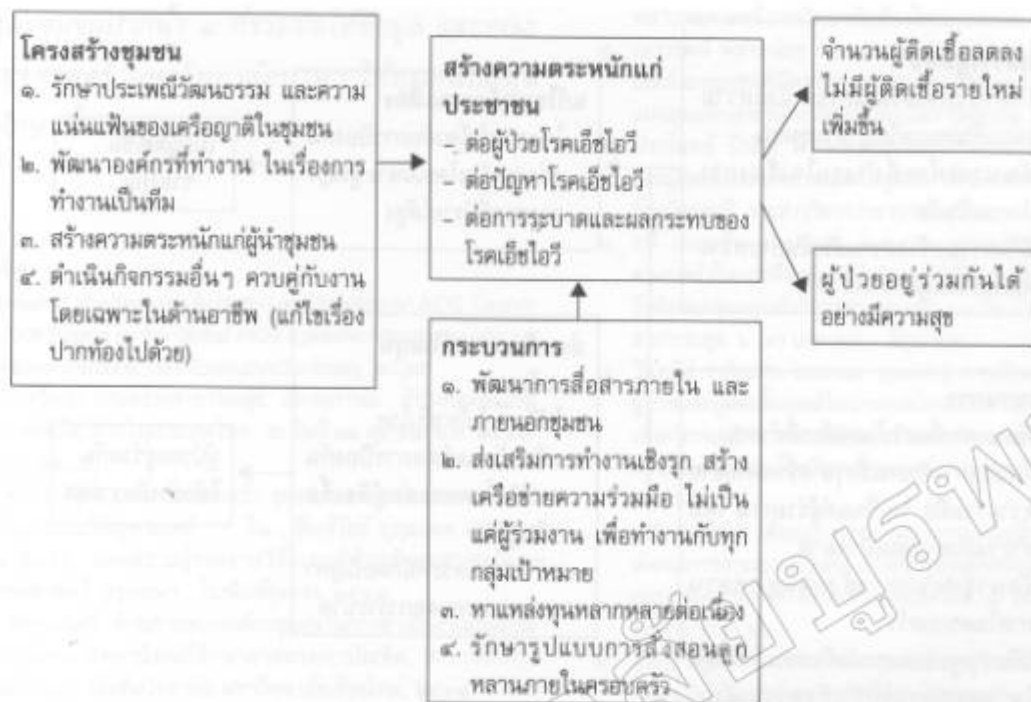 โครงสร้างชุมชน
๑. รักษาประเพณีวัฒนธรรม และความ
แน่นแฟ้นของเครือญาติในชุมชน
๒. พัฒนาองค์กรที่ทำงาน ในเรื่องการ
ทำงานเป็นทีม
๓. สร้างความตระหนักแก่ผู้นำชุมชน
๔. ดำเนินกิจกรรมอื่นๆ ควบคู่กับงาน
โดยเฉพาะในด้านอาชีพ (แก้ไขเรื่อง
ปากท้องไปด้วย)
สร้างความตระหนักแก่
ประชาชน
- ต่อผู้ป่วยโรคเอ็ชไอวี
- ต่อปัญหาโรคเอ็ชไอวี
- ต่อการระบาดและผลกระทบของ
โรคเอ็ชไอวี
จำนวนผู้ติดเชื้อลดลง
ไม่มีผู้ติดเชื้อรายใหม่
เพิ่มขึ้น
ผู้ป่วยอยู่ร่วมกันได้
อย่างมีความสุข
กระบวนการ
๑. พัฒนาการสื่อสารภายใน และ
ภายนอกชุมชน
๒. ส่งเสริมการทำงานเชิงรุก สร้าง
เครือข่ายความร่วมมือ ไม่เป็น
แค่ผู้ร่วมงาน เพื่อทำงานกับทุก
กลุ่มเป้าหมาย
๓. หาแหล่งทุนหลากหลายต่อเนื่อง
๔. รักษารูปแบบการสั่งสอนลูก
หลานภายในครอบครัว